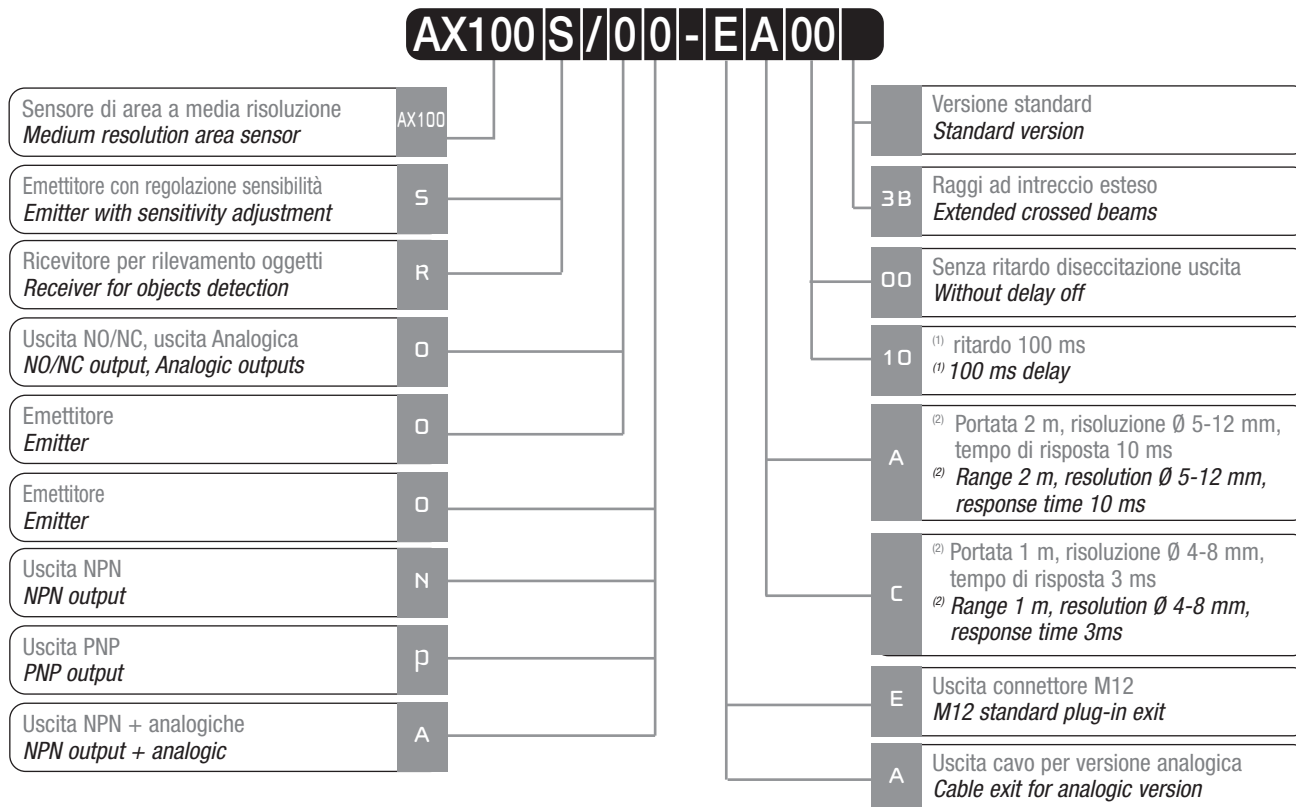 AX100S/00-EA00
Sensore di area a media risoluzione
Medium resolution area sensor
AX100
Emettitore con regolazione sensibilità
Emitter with sensitivity adjustment
S
Ricevitore per rilevamento oggetti
Receiver for objects detection
R
Uscita NO/NC, uscita Analogica
NO/NC output, Analogic outputs
0
Emettitore
Emitter
0
Emettitore
Emitter
0
Uscita NPN
NPN output
N
Uscita PNP
PNP output
P
Uscita NPN + analogiche
NPN output + analogic
A
Versione standard
Standard version
3B
Raggi ad intreccio esteso
Extended crossed beams
00
Senza ritardo diseccitazione uscita
Without delay off
10
(1) ritardo 100 ms
(1) 100 ms delay
A
(2) Portata 2 m, risoluzione Ø 5-12 mm,
tempo di risposta 10 ms
(2) Range 2 m, resolution Ø 5-12 mm,
response time 10 ms
C
(2) Portata 1 m, risoluzione Ø 4-8 mm,
tempo di risposta 3 ms
(2) Range 1 m, resolution Ø 4-8 mm,
response time 3ms
E
Uscita connettore M12
M12 standard plug-in exit
A
Uscita cavo per versione analogica
Cable exit for analogic version